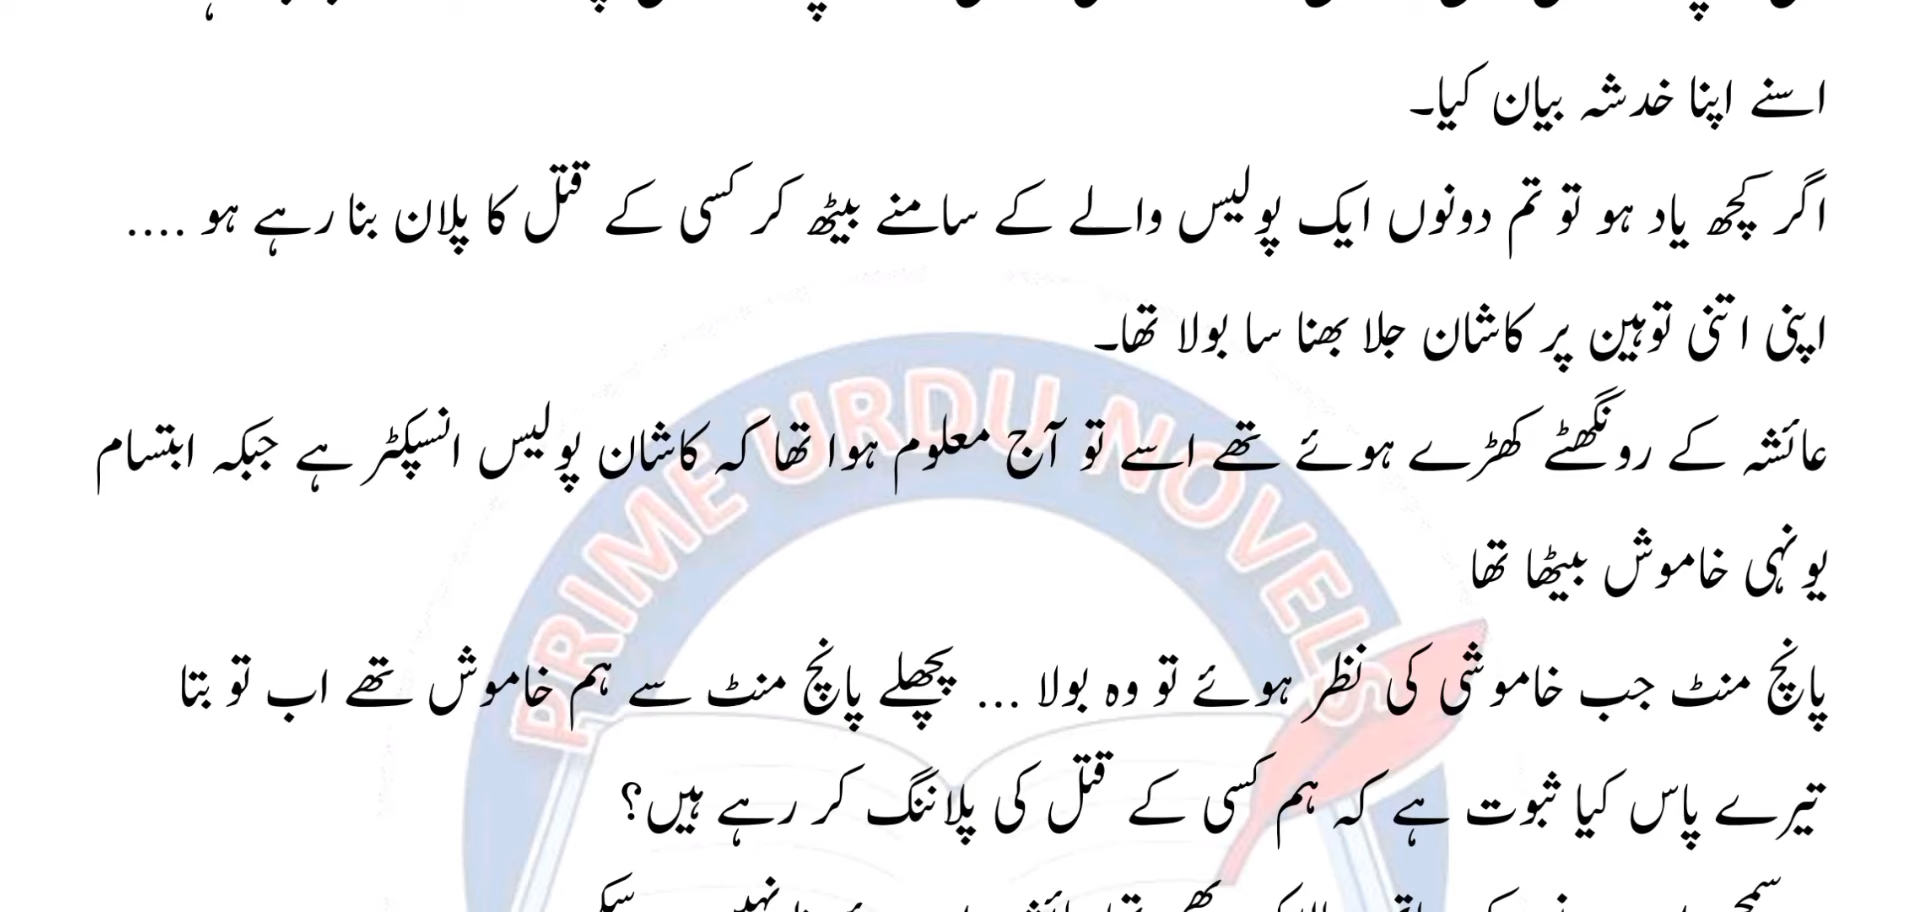 اسنے اپنا خدشہ بیان کیا۔
اگر کچھ یاد ہو تو تم دونوں ایک پولیس والے کے سامنے بیٹھ کر کسی کے قتل کا پلان بنا رہے ہو ....
اپنی اتنی توہین پر کاشان جلا بھنا سا بولا تھا۔
عائشہ کے رونگھٹے کھڑے ہوئے تھے اسے تو آج معلوم ہوا تھا کہ کاشان پولیس انسپکٹر ہے جبکہ ابتسام
یونہی خاموش بیٹھا تھا
پانچ منٹ جب خاموشی کی نظر ہوئے تو وہ بولا ... پچھلے پانچ منٹ سے ہم خاموش تھے اب تو بتا
تیرے پاس کیا ثبوت ہے کہ ہم کسی کے قتل کی پلاننگ کر رہے ہیں؟
PRIME URDU NOVELS